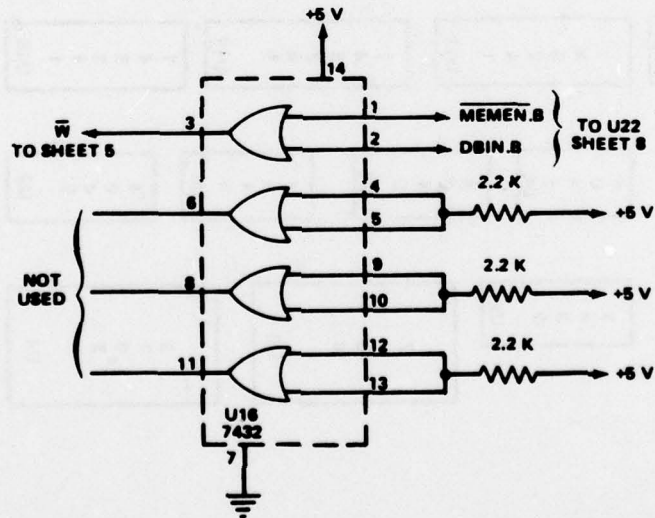 +5 V
14
1
W̅ 3 M̅E̅M̅E̅N̅.B
TO SHEET 5 2 DBIN.B
TO U22
SHEET 8
2.2 K
4
6 5 +5 V
2.2 K
NOT
USED
9
8 10 +5 V
2.2 K
12
11 13 +5 V
U16
7432
7